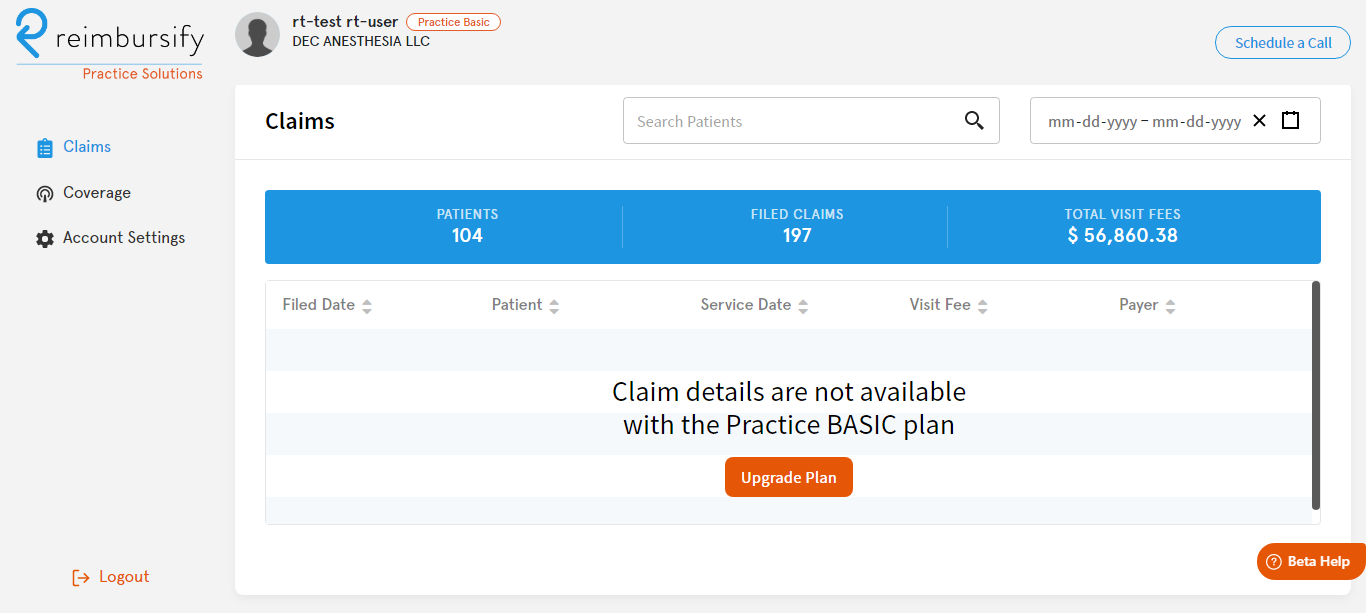 reimbursify
Practice Solutions
rt-test rt-user Practice Basic
DEC ANESTHESIA LLC
Schedule a Call
Claims
Coverage
Account Settings
Logout
Claims
Search Patients
mm-dd-yyyy – mm-dd-yyyy
PATIENTS
104
FILED CLAIMS
197
TOTAL VISIT FEES
$ 56,860.38
Filed Date Patient Service Date Visit Fee Payer
Claim details are not available
with the Practice BASIC plan
Upgrade Plan
Beta Help